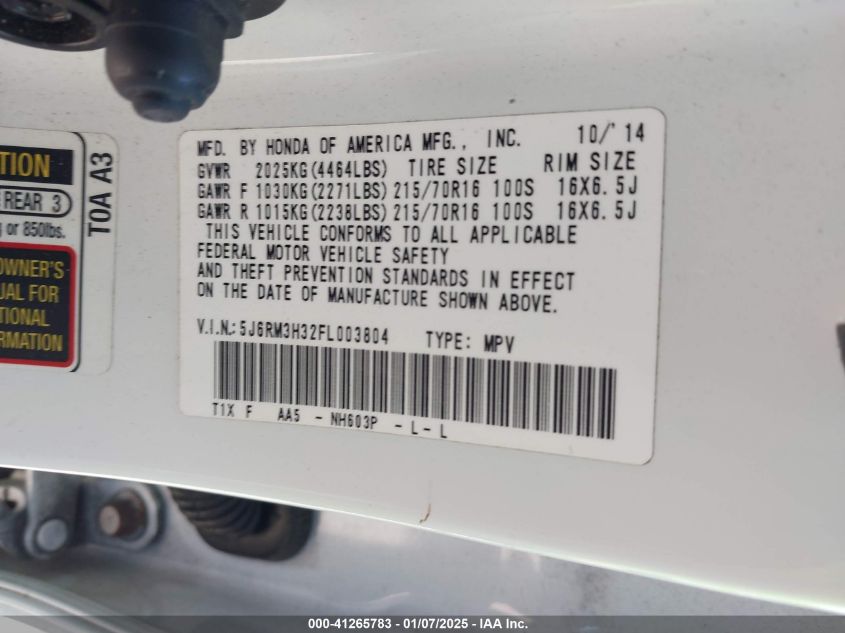 TION
REAR 3
g or 850lbs.
OWNER'S
UAL FOR
TIONAL
RMATION
T0A A3
MFD. BY HONDA OF AMERICA MFG., INC. 10/'14
GVWR 2025KG(4464LBS) TIRE SIZE RIM SIZE
GAWR F 1030KG(2271LBS) 215/70R16 100S 16X6.5J
GAWR R 1015KG(2238LBS) 215/70R16 100S 16X6.5J
THIS VEHICLE CONFORMS TO ALL APPLICABLE
FEDERAL MOTOR VEHICLE SAFETY
AND THEFT PREVENTION STANDARDS IN EFFECT
ON THE DATE OF MANUFACTURE SHOWN ABOVE.
V.I.N.:5J6RM3H32FL003804 TYPE: MPV
T1X F AA5 - NH603P - L- L
000-41265783 - 01/07/2025 - IAA Inc.